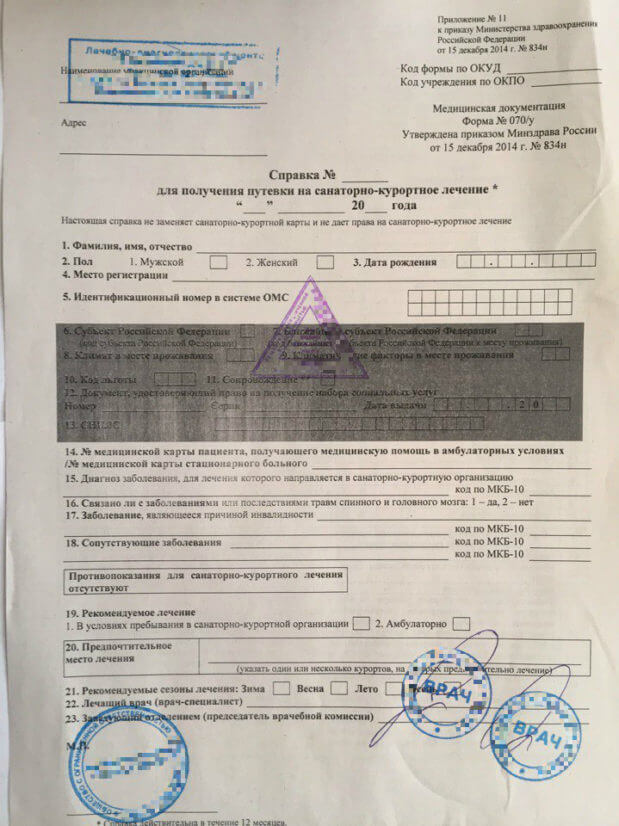 Приложение № 11
к приказу Министерства здравоохранения
Российской Федерации
от 15 декабря 2014 г. № 834н
Наименование медицинской организации
Код формы по ОКУД
Код учреждения по ОКПО
Медицинская документация
Адрес
Форма № 070/у
Утверждена приказом Минздрава России
от 15 декабря 2014 г. № 834н
Справка №
для получения путевки на санаторно-курортное лечение *
“ ” 20 года
Настоящая справка не заменяет санаторно-курортной карты и не дает права на санаторно-курортное лечение
1. Фамилия, имя, отчество
2. Пол 1. Мужской 2. Женский 3. Дата рождения
4. Место регистрации
5. Идентификационный номер в системе ОМС
6. Субъект Российской Федерации 7. Ближайший субъект Российской Федерации
(код субъекта Российской Федерации) (код ближайшего субъекта Российской Федерации к месту проживания)
8. Климат в месте проживания 9. Климатические факторы в месте проживания
10. Код льготы 11. Сопровождение
12. Документ, удостоверяющий право на получение набора социальных услуг
Номер Серия Дата выдачи 20
13. СНИЛС
14. № медицинской карты пациента, получающего медицинскую помощь в амбулаторных условиях
/№ медицинской карты стационарного больного
15. Диагноз заболевания, для лечения которого направляется в санаторно-курортную организацию
код по МКБ-10
16. Связано ли с заболеваниями или последствиями травм спинного и головного мозга: 1 – да, 2 – нет
17. Заболевание, являющееся причиной инвалидности
код по МКБ-10
18. Сопутствующие заболевания код по МКБ-10
код по МКБ-10
Противопоказания для санаторно-курортного лечения
отсутствуют
19. Рекомендуемое лечение
1. В условиях пребывания в санаторно-курортной организации 2. Амбулаторно
20. Предпочтительное
место лечения
(указать один или несколько курортов, на лечение)
21. Рекомендуемые сезоны лечения: Зима Весна Лето
ВРАЧ
22. Лечащий врач (врач-специалист)
23. Заведующий отделением (председатель врачебной комиссии)
ВРАЧ
М.П.
ОБЩЕСТВО С ОГРАНИЧЕННОЙ ОТВЕТСТВЕННОСТЬЮ
* Справка действительна в течение 12 месяцев.